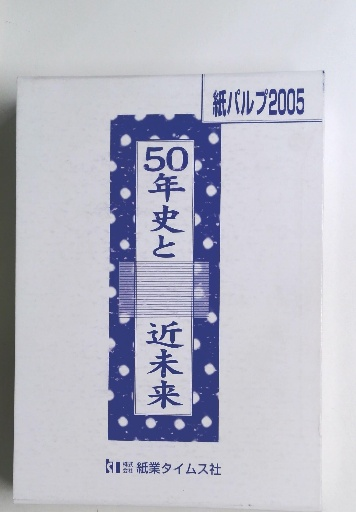 紙パルプ2005
50年史と
近未来
株式会社 紙業タイムス社